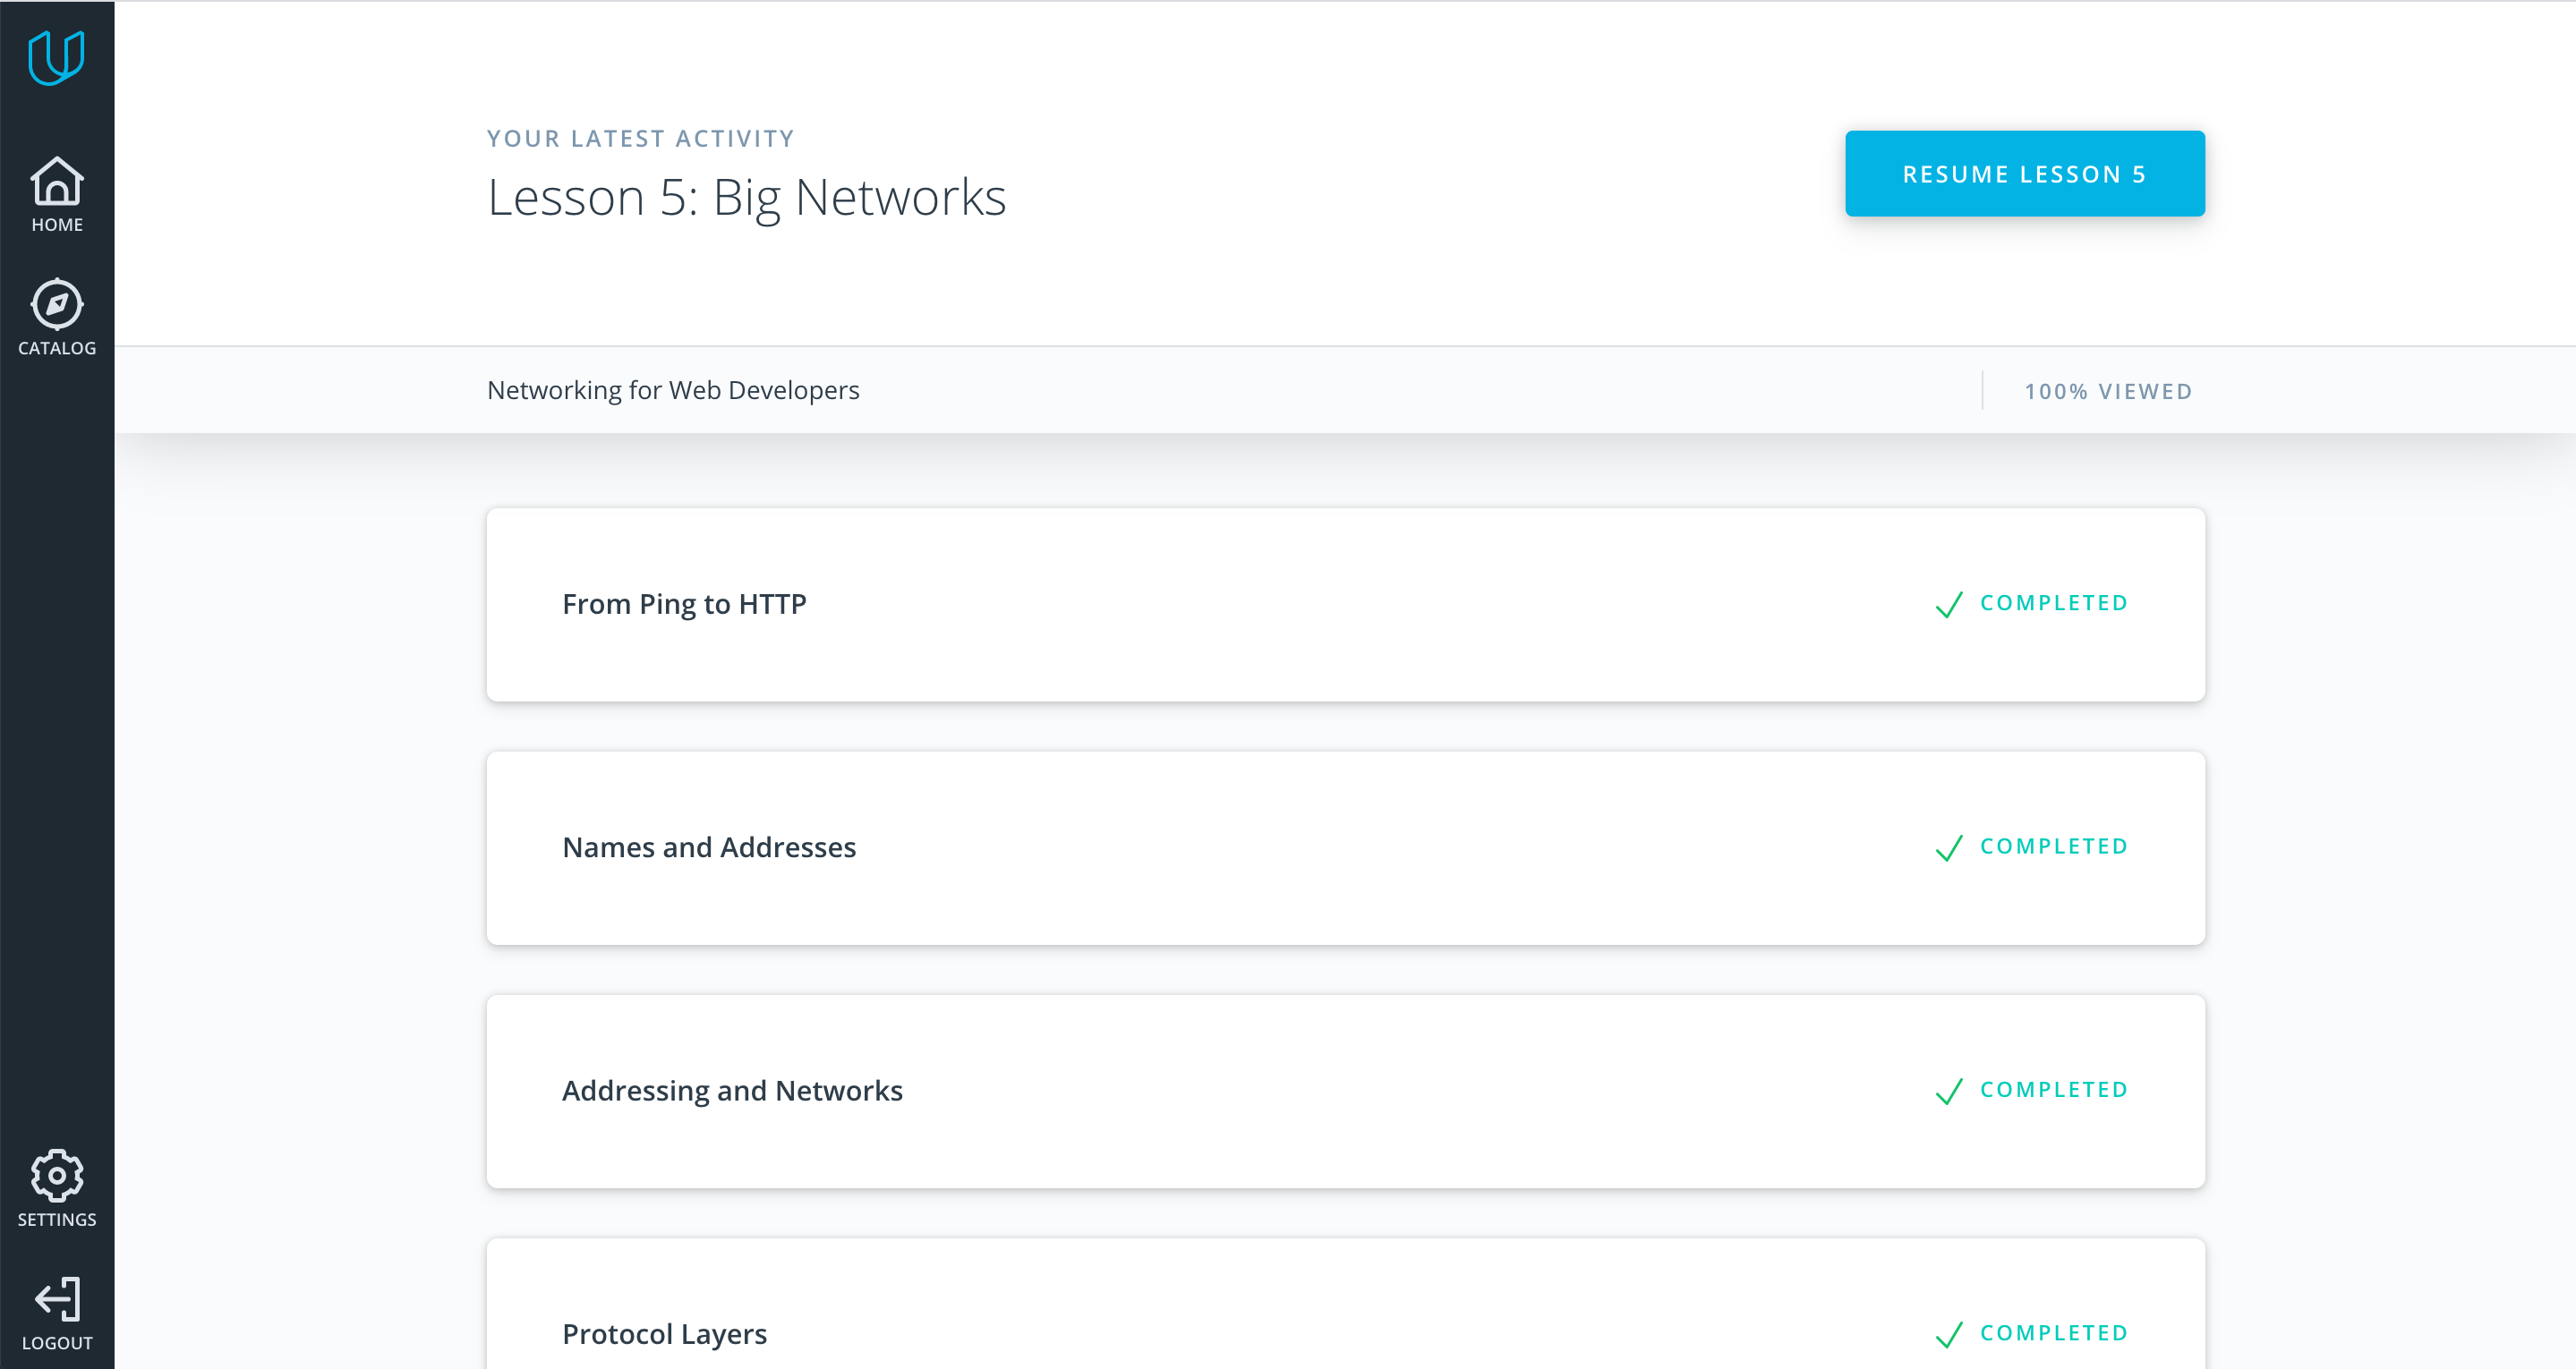 YOUR LATEST ACTIVITY
Lesson 5: Big Networks
RESUME LESSON 5
HOME
CATALOG
Networking for Web Developers
100% VIEWED
From Ping to HTTP
COMPLETED
Names and Addresses
COMPLETED
Addressing and Networks
COMPLETED
Protocol Layers
COMPLETED
SETTINGS
LOGOUT